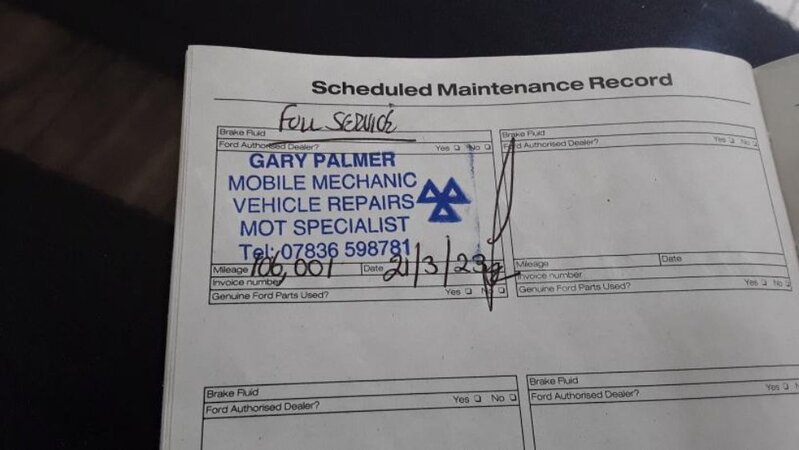 Scheduled Maintenance Record
FULL SERVICE
Brake Fluid
Ford Authorised Dealer? Yes No
GARY PALMER
MOBILE MECHANIC
VEHICLE REPAIRS
MOT SPECIALIST
Tel: 07836 598781
Mileage 106,001 Date 21/3/23
Invoice number
Genuine Ford Parts Used? Yes No
Brake Fluid
Ford Authorised Dealer? Yes No
Mileage Date
Invoice number
Genuine Ford Parts Used? Yes No
Brake Fluid
Ford Authorised Dealer? Yes No
Brake Fluid
Ford Authorised Dealer? Yes